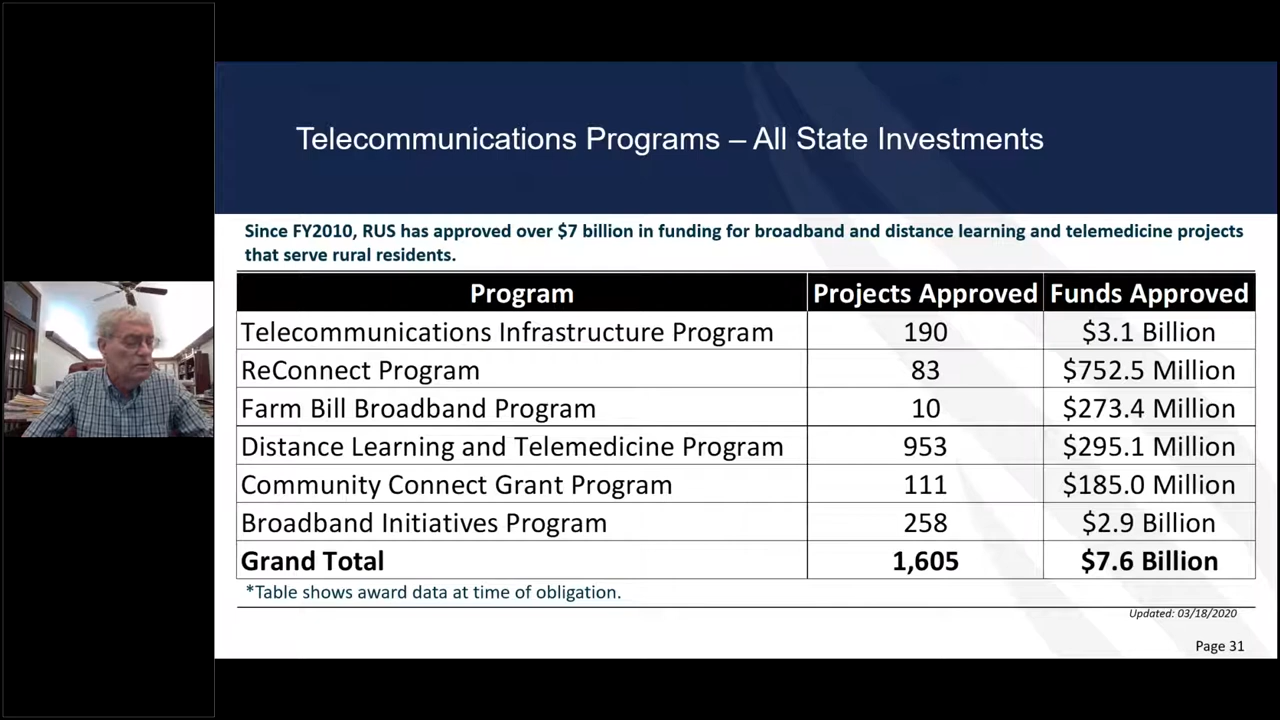 Telecommunications Programs – All State Investments
Since FY2010, RUS has approved over $7 billion in funding for broadband and distance learning and telemedicine projects
that serve rural residents.
Program Projects Approved Funds Approved
Telecommunications Infrastructure Program 190 $3.1 Billion
ReConnect Program 83 $752.5 Million
Farm Bill Broadband Program 10 $273.4 Million
Distance Learning and Telemedicine Program 953 $295.1 Million
Community Connect Grant Program 111 $185.0 Million
Broadband Initiatives Program 258 $2.9 Billion
Grand Total 1,605 $7.6 Billion
*Table shows award data at time of obligation.
Updated: 03/18/2020
Page 31